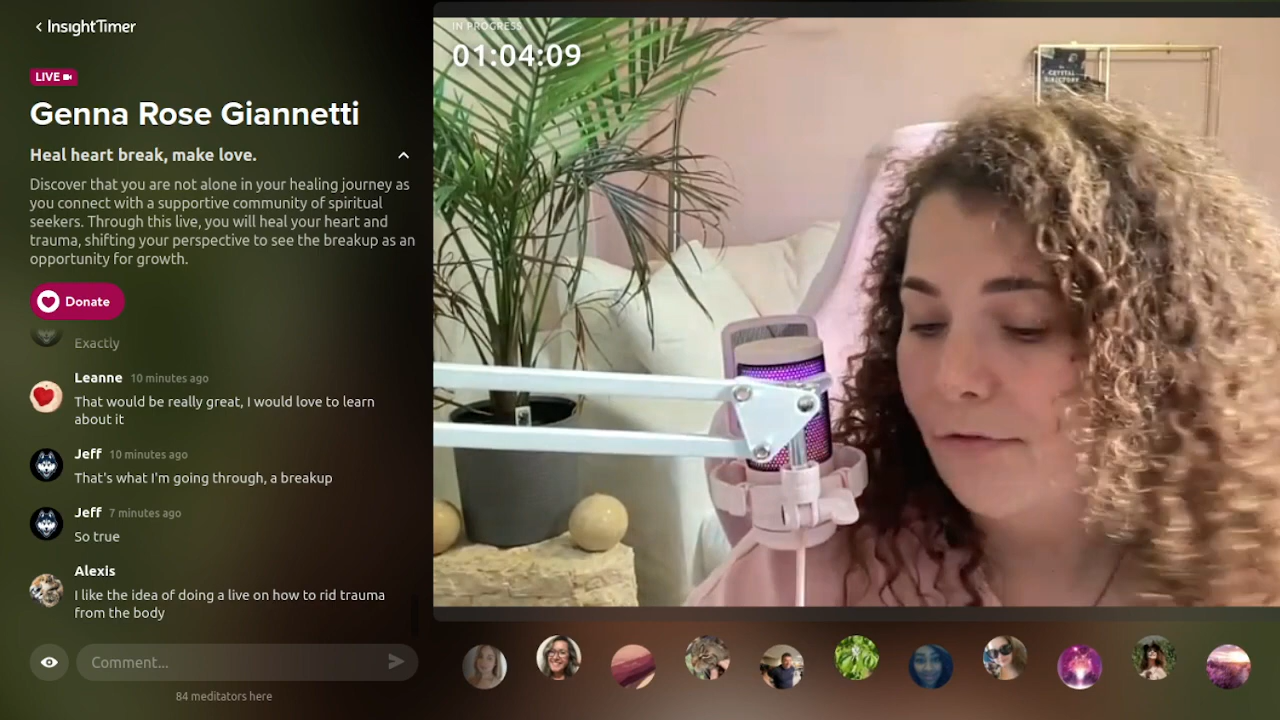 InsightTimer
LIVE
Genna Rose Giannetti
Heal heart break, make love.
Discover that you are not alone in your healing journey as
you connect with a supportive community of spiritual
seekers. Through this live, you will heal your heart and
trauma, shifting your perspective to see the breakup as an
opportunity for growth.
Donate
Exactly
Leanne 10 minutes ago
That would be really great, I would love to learn
about it
Jeff 10 minutes ago
That's what I'm going through, a breakup
Jeff 7 minutes ago
So true
Alexis
I like the idea of doing a live on how to rid trauma
from the body
Comment...
84 meditators here
IN PROGRESS
01:04:09
CRYSTAL
DIRECTORY